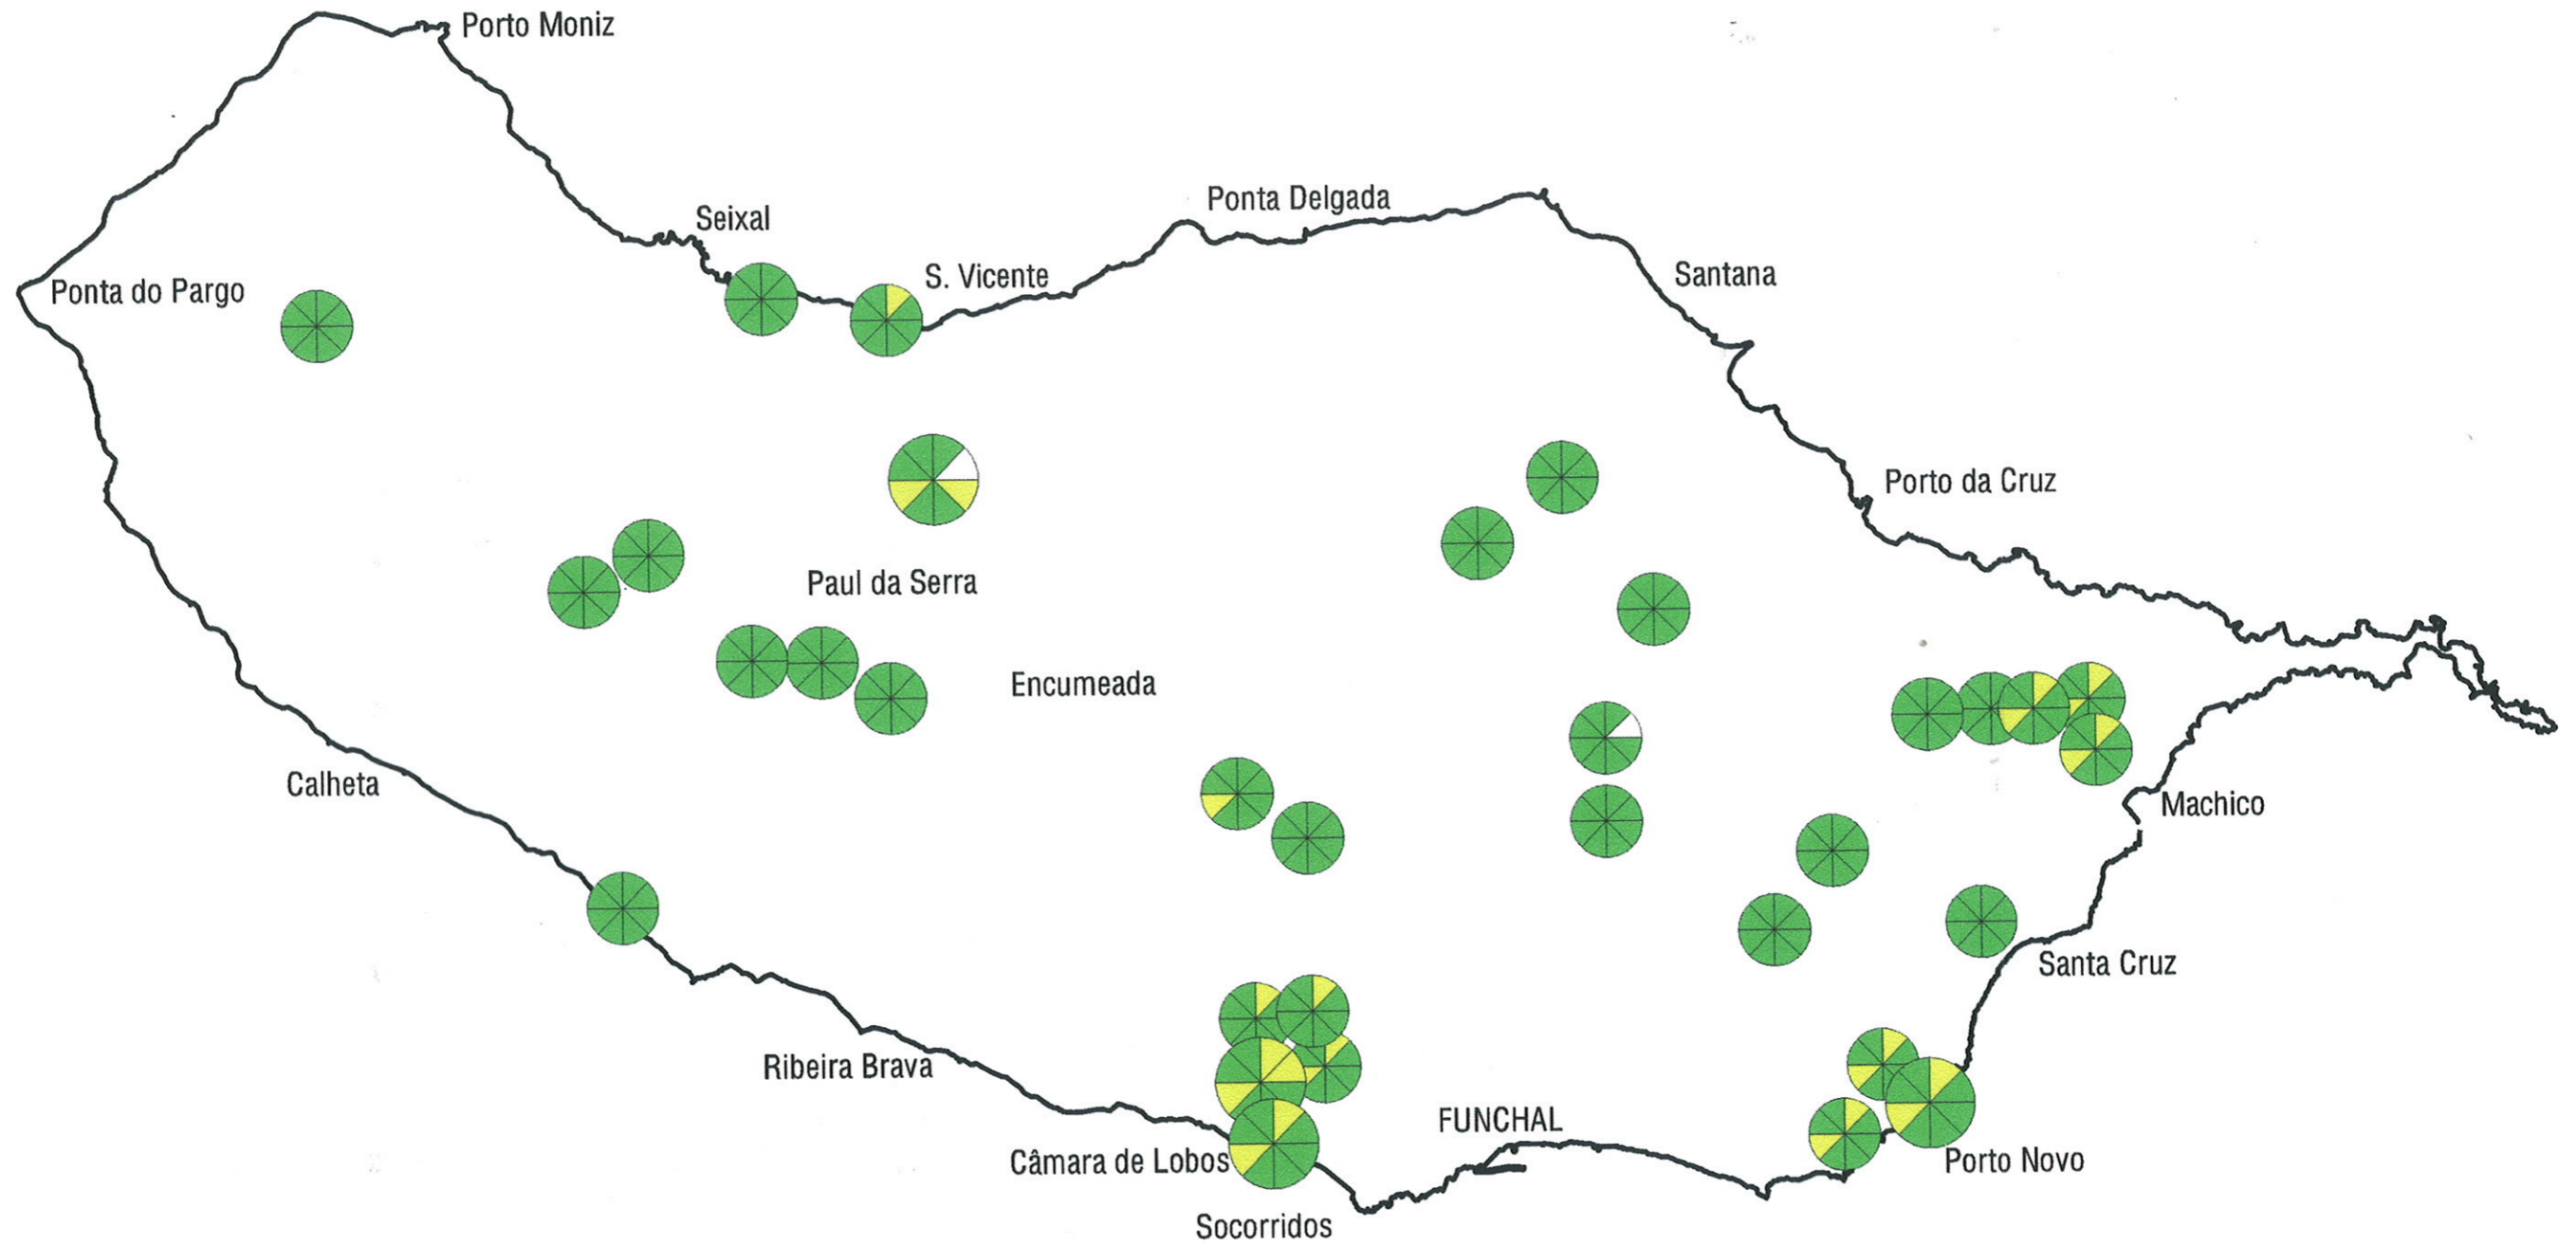 Porto Moniz
Seixal
Ponta Delgada
S. Vicente
Santana
Ponta do Pargo
Porto da Cruz
Paul da Serra
Encumeada
Calheta
Machico
Santa Cruz
Ribeira Brava
FUNCHAL
Câmara de Lobos
Porto Novo
Socorridos